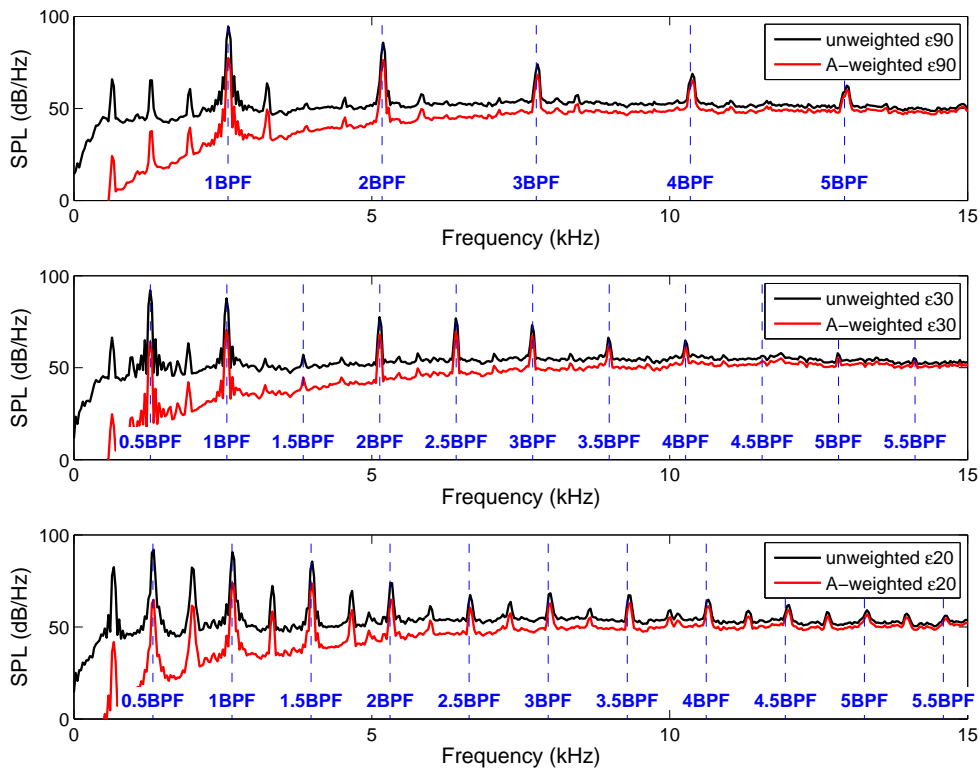 100
50
0
SPL (dB/Hz)
unweighted ε90
A-weighted ε90
1BPF 2BPF 3BPF 4BPF 5BPF
0 5 10 15
Frequency (kHz)
100
50
0
SPL (dB/Hz)
unweighted ε30
A-weighted ε30
0.5BPF 1BPF 1.5BPF 2BPF 2.5BPF 3BPF 3.5BPF 4BPF 4.5BPF 5BPF 5.5BPF
0 5 10 15
Frequency (kHz)
100
50
0
SPL (dB/Hz)
unweighted ε20
A-weighted ε20
0.5BPF 1BPF 1.5BPF 2BPF 2.5BPF 3BPF 3.5BPF 4BPF 4.5BPF 5BPF 5.5BPF
0 5 10 15
Frequency (kHz)